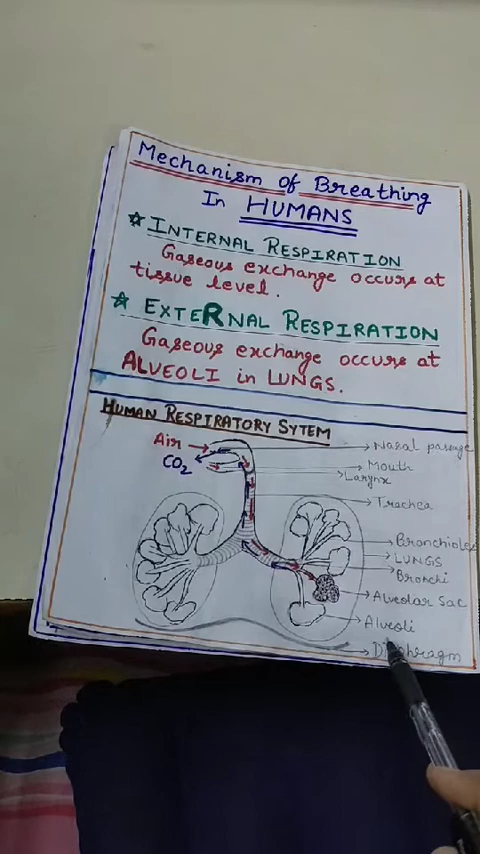 Mechanism of Breathing
In HUMANS
☆ INTERNAL RESPIRATION
Gaseous exchange occurs at
tissue level.
☆ EXTERNAL RESPIRATION
Gaseous exchange occurs at
ALVEOLI in LUNGS.
HUMAN RESPIRATORY SYTEM
Air
CO2
Nasal passage
Mouth
Larynx
Trachea
Bronchioles
LUNGS
Bronchi
Alveolar Sac
Alveoli